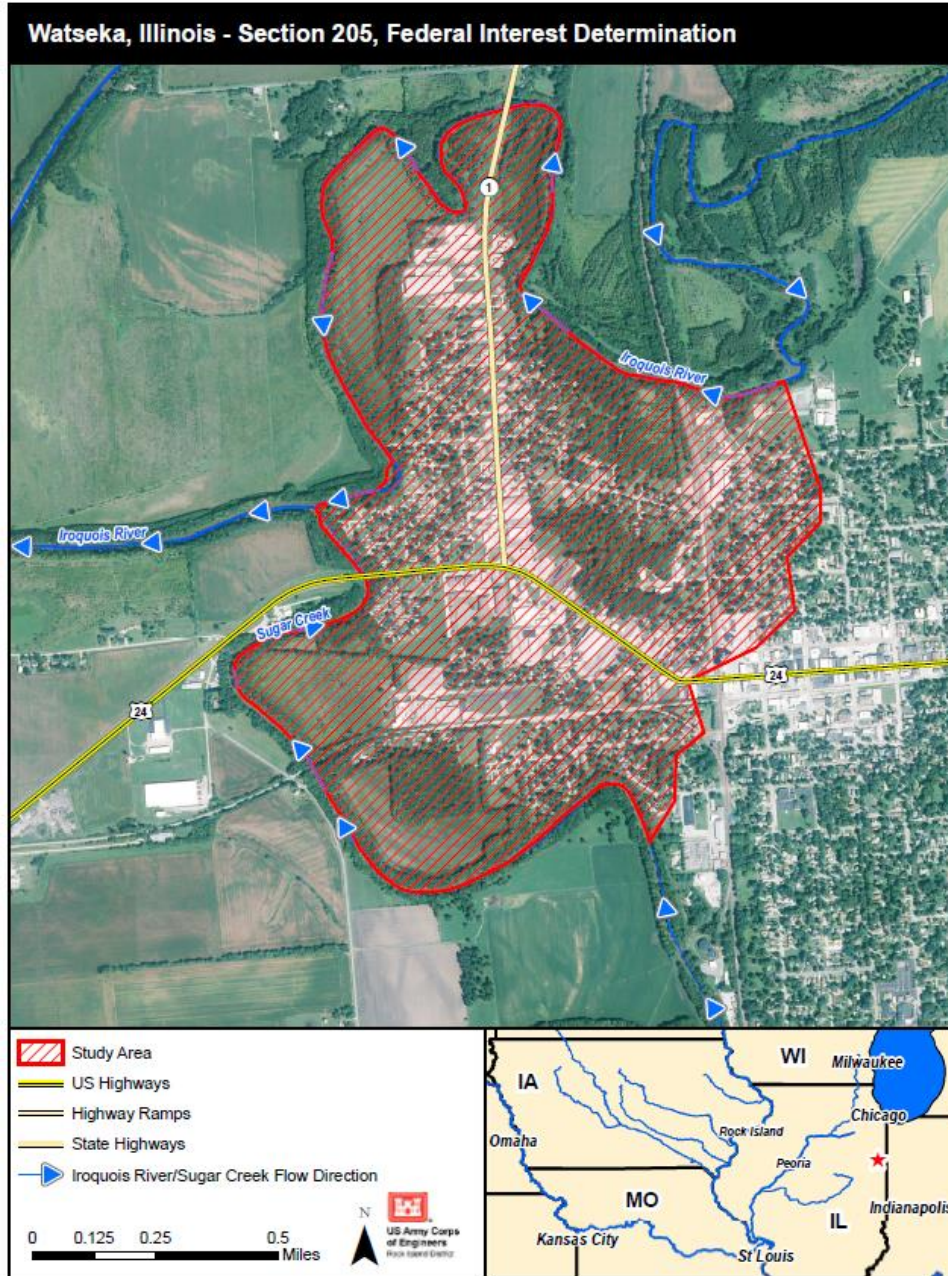 Watseka, Illinois - Section 205, Federal Interest Determination
1
Iroquois River
Iroquois River
Sugar Creek
24
24
Study Area
US Highways
Highway Ramps
State Highways
Iroquois River/Sugar Creek Flow Direction
0 0.125 0.25 0.5
Miles
N
US Army Corps
of Engineers
Rock Island District
WI
Milwaukee
IA
Chicago
Omaha
Rock Island
Peoria
MO
IL
Indianapolis
Kansas City
St Louis